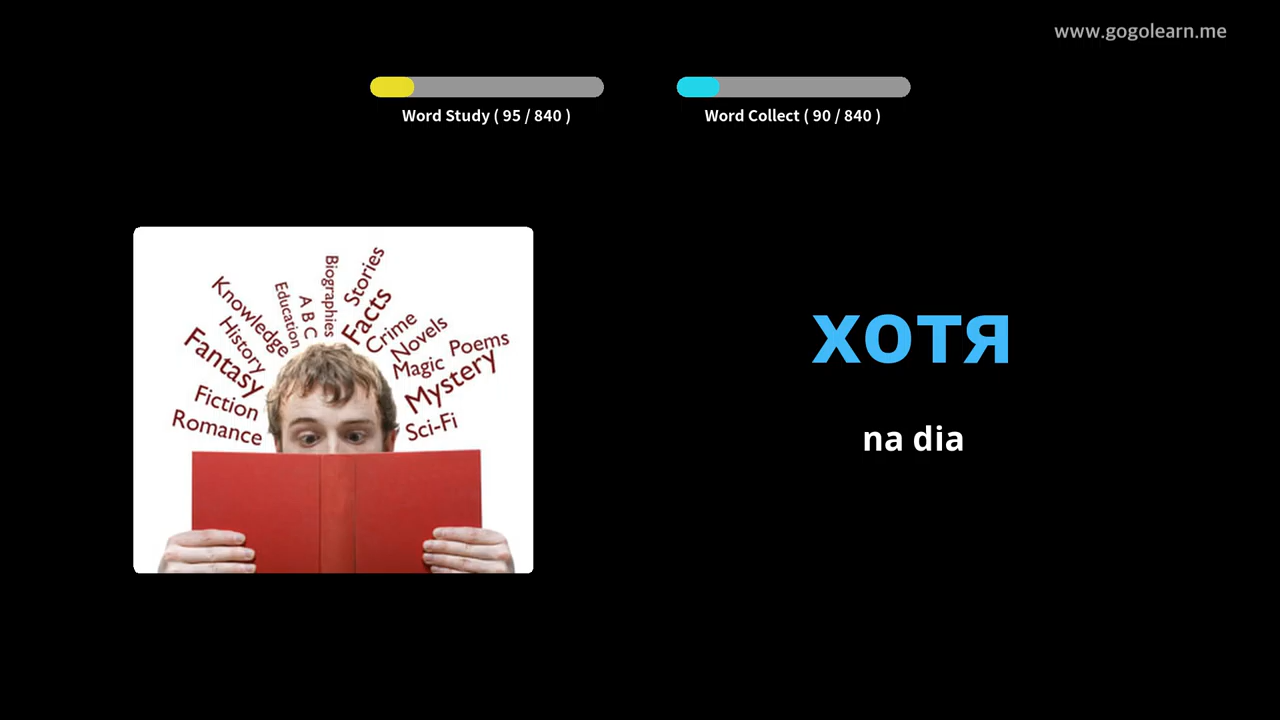 www.gogolearn.me
Word Study ( 95 / 840 )
Word Collect ( 90 / 840 )
Stories
Biographies
A B C
Education
Facts
Knowledge
Crime
History
Novels
Fantasy
Poems
Magic
Mystery
Fiction
Romance
Sci-Fi
хотя
na dia